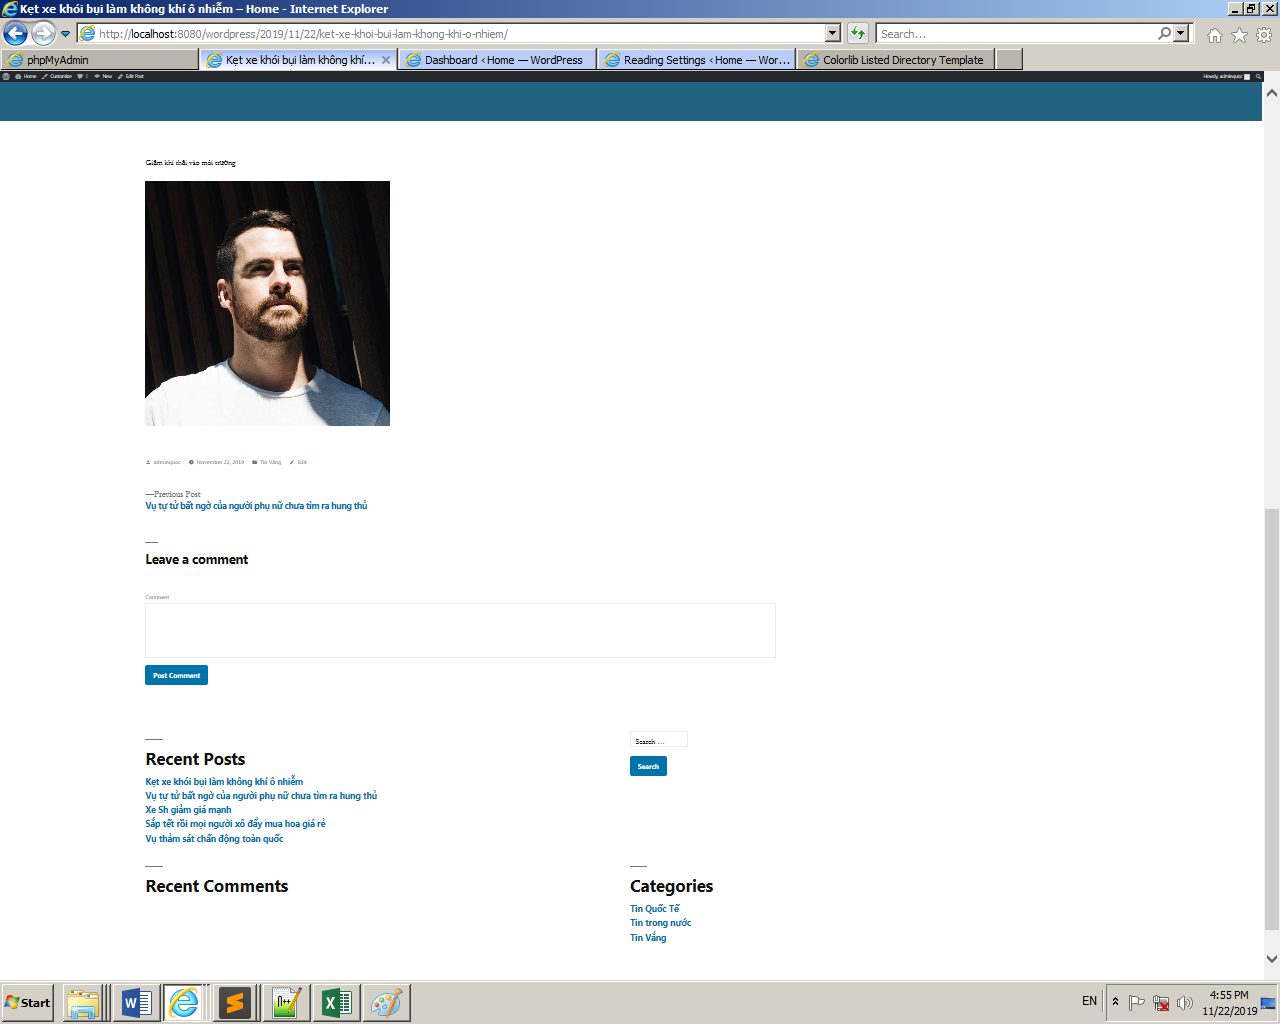 Kẹt xe khói bụi làm không khí ô nhiễm – Home - Internet Explorer
http://localhost:8080/wordpress/2019/11/22/ket-xe-khoi-bui-lam-khong-khi-o-nhiem/
Search...
phpMyAdmin
Kẹt xe khói bụi làm không khí...
Dashboard ‹ Home — WordPress
Reading Settings ‹ Home — Wor...
Colorlib Listed Directory Template
Home Customize 1 New Edit Post
Howdy, adminquoc
Giảm khí thải vào môi trường
adminquoc November 22, 2019 Tin Vắng Edit
—Previous Post
Vụ tự tử bất ngờ của người phụ nữ chưa tìm ra hung thủ
Leave a comment
Comment
Post Comment
Search …
Search
Recent Posts
Kẹt xe khói bụi làm không khí ô nhiễm
Vụ tự tử bất ngờ của người phụ nữ chưa tìm ra hung thủ
Xe Sh giảm giá mạnh
Sắp tết rồi mọi người xô đẩy mua hoa giá rẻ
Vụ thảm sát chấn động toàn quốc
Recent Comments
Categories
Tin Quốc Tế
Tin trong nước
Tin Vắng
Start
EN
4:55 PM
11/22/2019